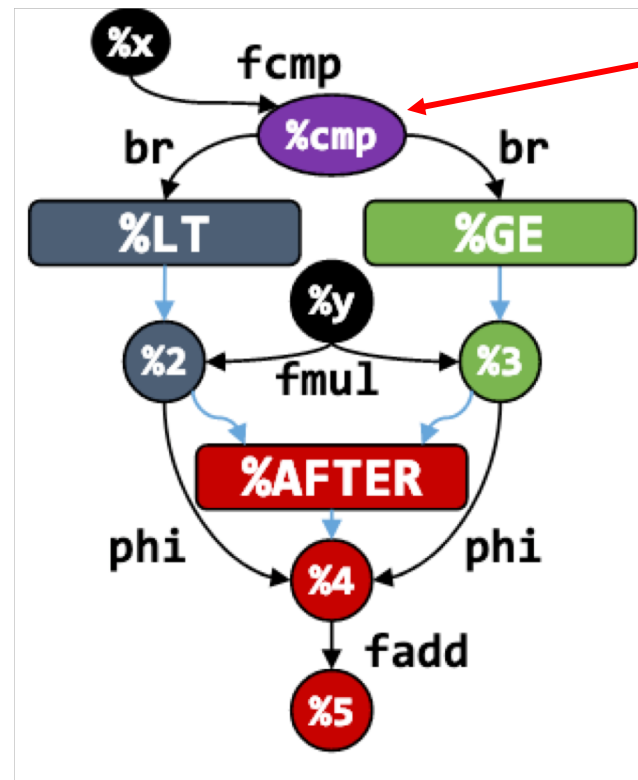 %x
fcmp
%cmp
br
br
%LT
%GE
%y
%2
fmul
%3
%AFTER
phi
phi
%4
fadd
%5